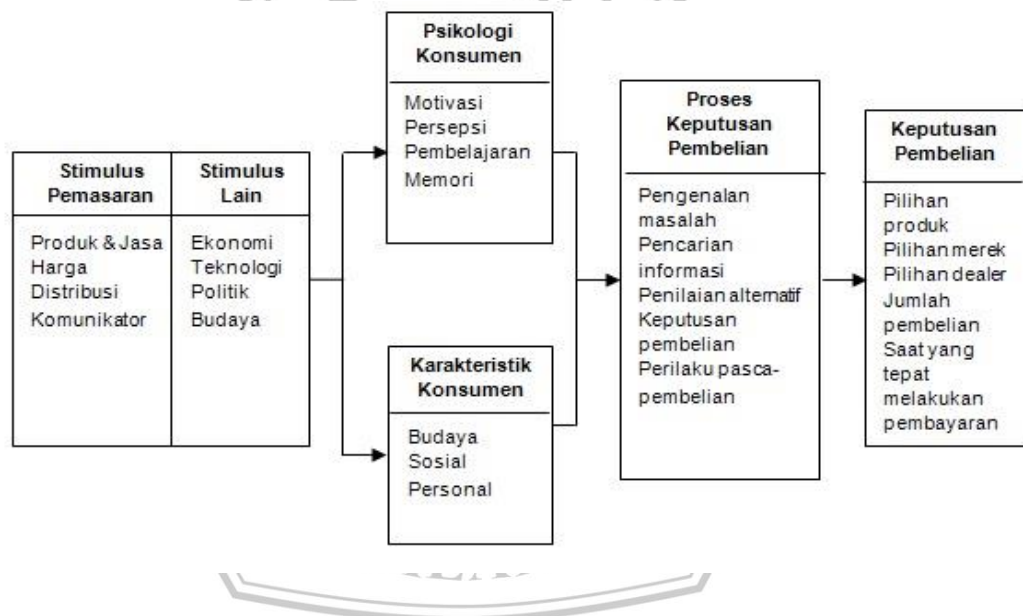 Stimulus
Pemasaran
Produk & Jasa
Harga
Distribusi
Komunikator
Stimulus
Lain
Ekonomi
Teknologi
Politik
Budaya
Psikologi
Konsumen
Motivasi
Persepsi
Pembelajaran
Memori
Karakteristik
Konsumen
Budaya
Sosial
Personal
Proses
Keputusan
Pembelian
Pengenalan
masalah
Pencarian
informasi
Penilaian alternatif
Keputusan
pembelian
Perilaku pasca-
pembelian
Keputusan
Pembelian
Pilihan
produk
Pilihan merek
Pilihan dealer
Jumlah
pembelian
Saat yang
tepat
melakukan
pembayaran